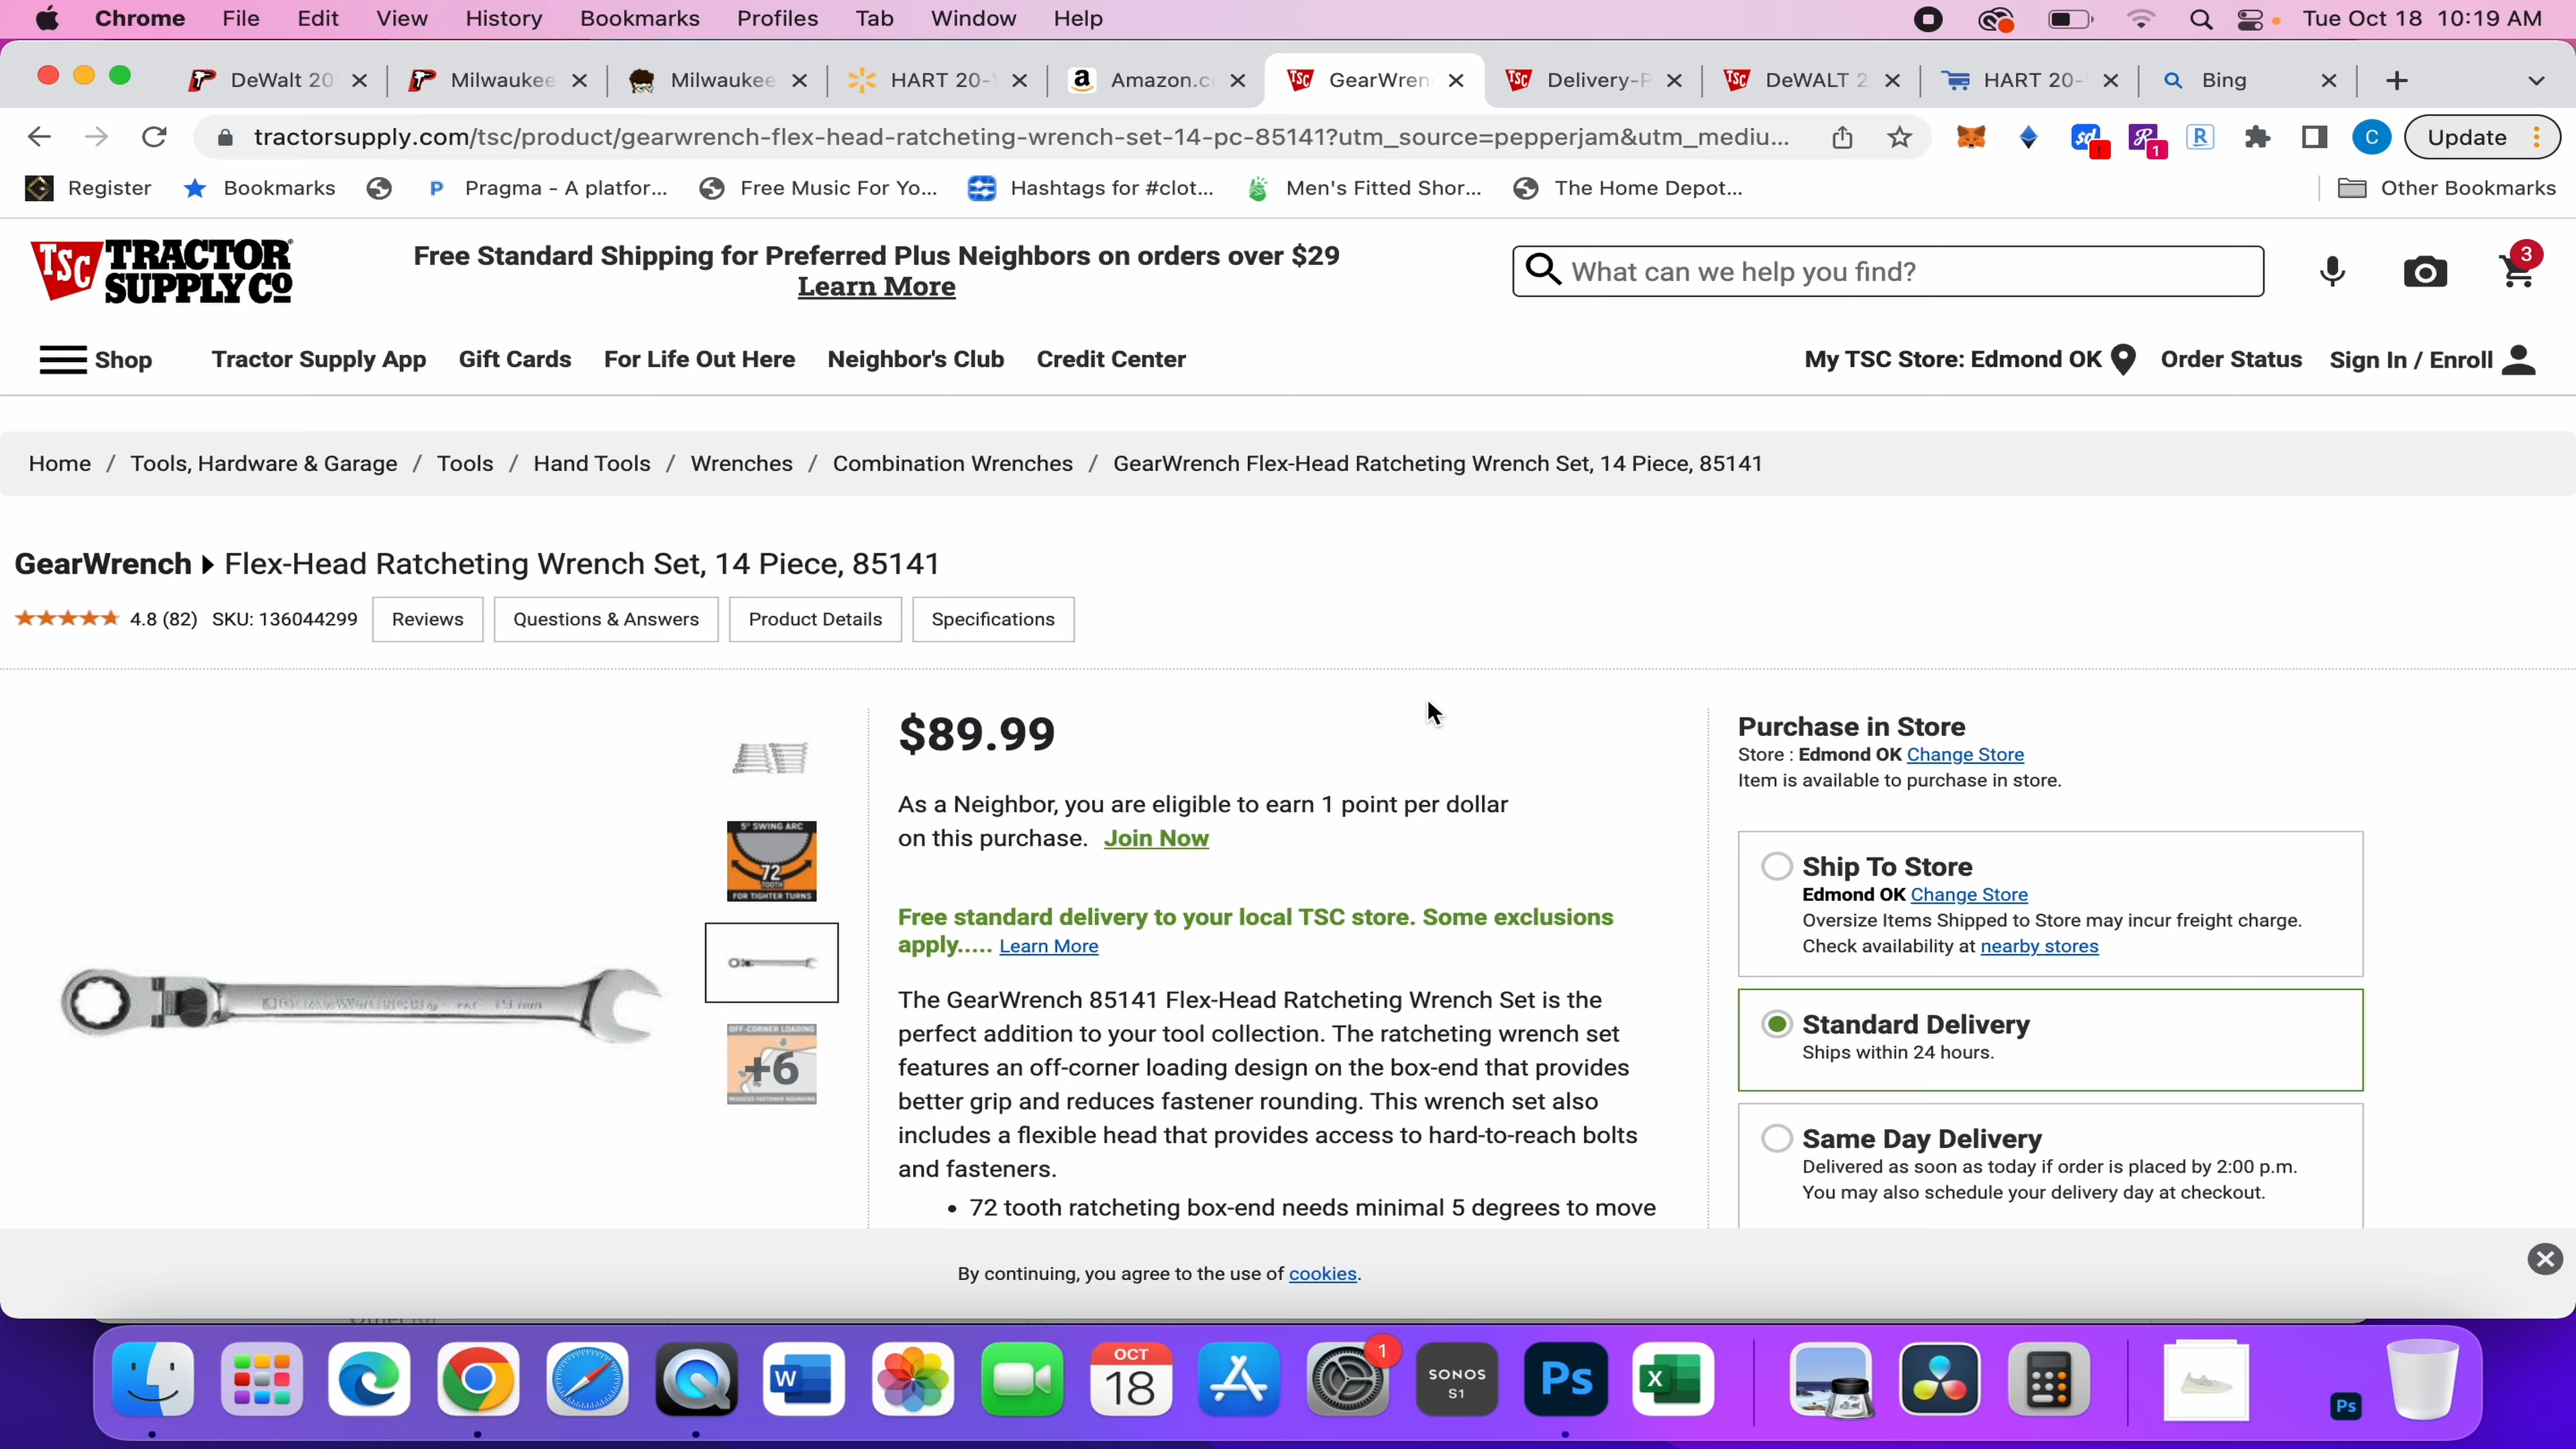 Chrome File Edit View History Bookmarks Profiles Tab Window Help Tue Oct 18 10:19 AM
DeWalt 20 Milwaukee Milwaukee HART 20- Amazon.c GearWren Delivery-P DeWALT 2 HART 20- Bing
tractorsupply.com/tsc/product/gearwrench-flex-head-ratcheting-wrench-set-14-pc-85141?utm_source=pepperjam&utm_mediu... sd 1 R C Update
Register Bookmarks P Pragma - A platfor... Free Music For Yo... Hashtags for #clot... Men's Fitted Shor... The Home Depot... Other Bookmarks
TSC TRACTOR SUPPLY CO
Free Standard Shipping for Preferred Plus Neighbors on orders over $29
Learn More
What can we help you find?
3
Shop Tractor Supply App Gift Cards For Life Out Here Neighbor's Club Credit Center My TSC Store: Edmond OK Order Status Sign In / Enroll
Home / Tools, Hardware & Garage / Tools / Hand Tools / Wrenches / Combination Wrenches / GearWrench Flex-Head Ratcheting Wrench Set, 14 Piece, 85141
GearWrench Flex-Head Ratcheting Wrench Set, 14 Piece, 85141
4.8 (82) SKU: 136044299 Reviews Questions & Answers Product Details Specifications
5° SWING ARC
72
TOOTH
FOR TIGHTER TURNS
OFF-CORNER LOADING
+6
REDUCES FASTENER ROUNDING
GEARWRENCH 19 mm
$89.99
As a Neighbor, you are eligible to earn 1 point per dollar
on this purchase. Join Now
Free standard delivery to your local TSC store. Some exclusions
apply..... Learn More
The GearWrench 85141 Flex-Head Ratcheting Wrench Set is the
perfect addition to your tool collection. The ratcheting wrench set
features an off-corner loading design on the box-end that provides
better grip and reduces fastener rounding. This wrench set also
includes a flexible head that provides access to hard-to-reach bolts
and fasteners.
• 72 tooth ratcheting box-end needs minimal 5 degrees to move
Purchase in Store
Store : Edmond OK Change Store
Item is available to purchase in store.
Ship To Store
Edmond OK Change Store
Oversize Items Shipped to Store may incur freight charge.
Check availability at nearby stores
Standard Delivery
Ships within 24 hours.
Same Day Delivery
Delivered as soon as today if order is placed by 2:00 p.m.
You may also schedule your delivery day at checkout.
By continuing, you agree to the use of cookies.
W OCT 18 1 SONOS S1 Ps X Ps